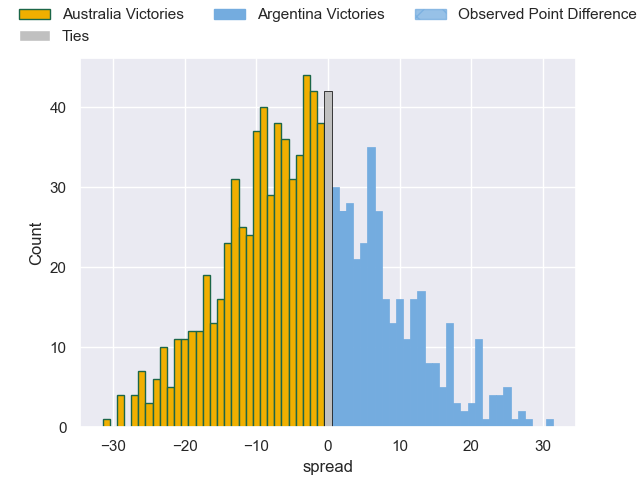 Australia Victories
Argentina Victories
Observed Point Difference
Ties
40
30
20
10
0
Count
−30
−20
−10
0
10
20
30
spread